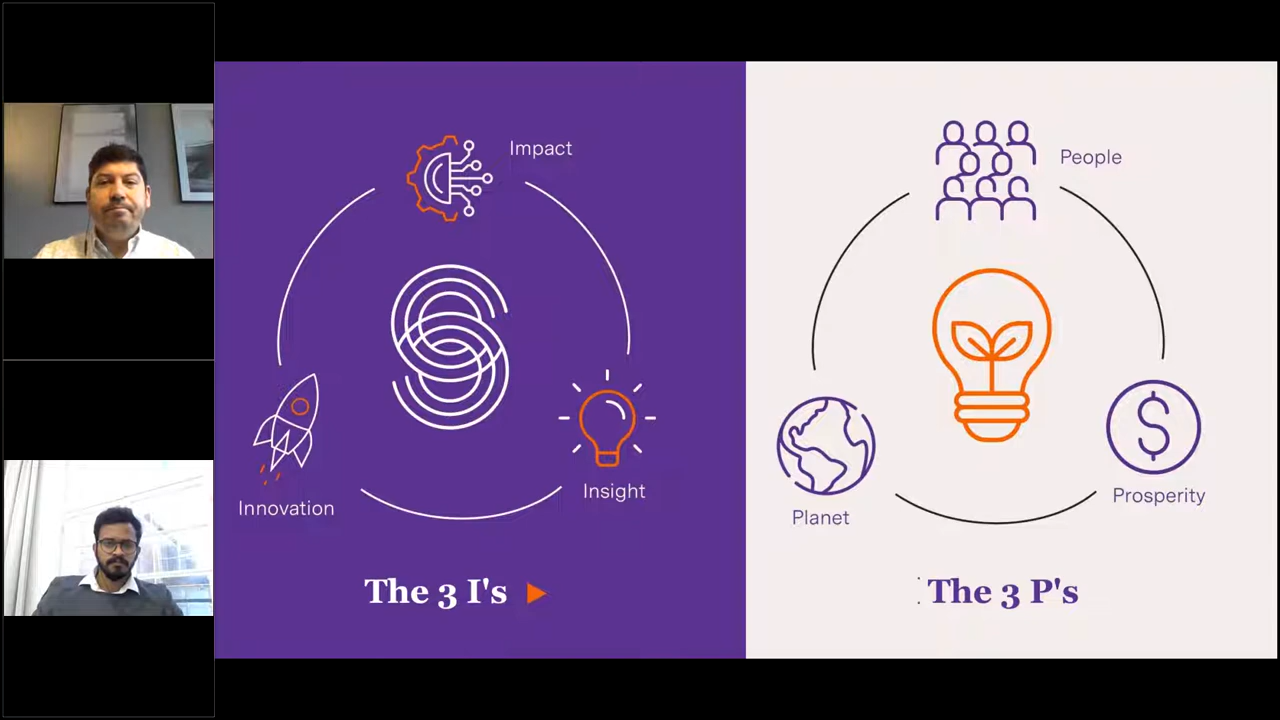 Impact
Innovation
Insight
The 3 I's
People
Planet
Prosperity
The 3 P's